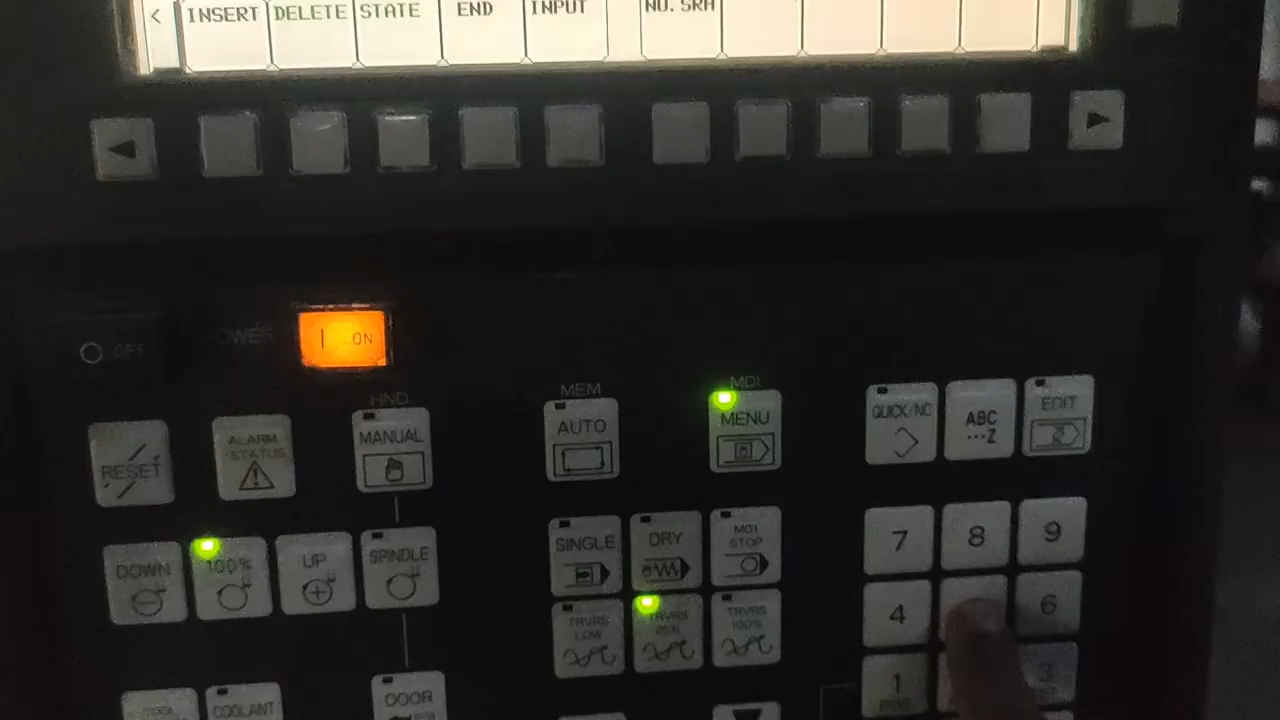 < INSERT DELETE STATE END INPUT NU.SRH
OFF POWER ON
HND MEM MDI
RESET ALARM STATUS MANUAL AUTO MENU QUICK/NC ABC ...Z EDIT
DOWN 100% UP SPINDLE SINGLE DRY M01 STOP 7 8 9
TRVRS LOW TRVRS 25% TRVRS 100% 4 6
COOLANT DOOR 1 3